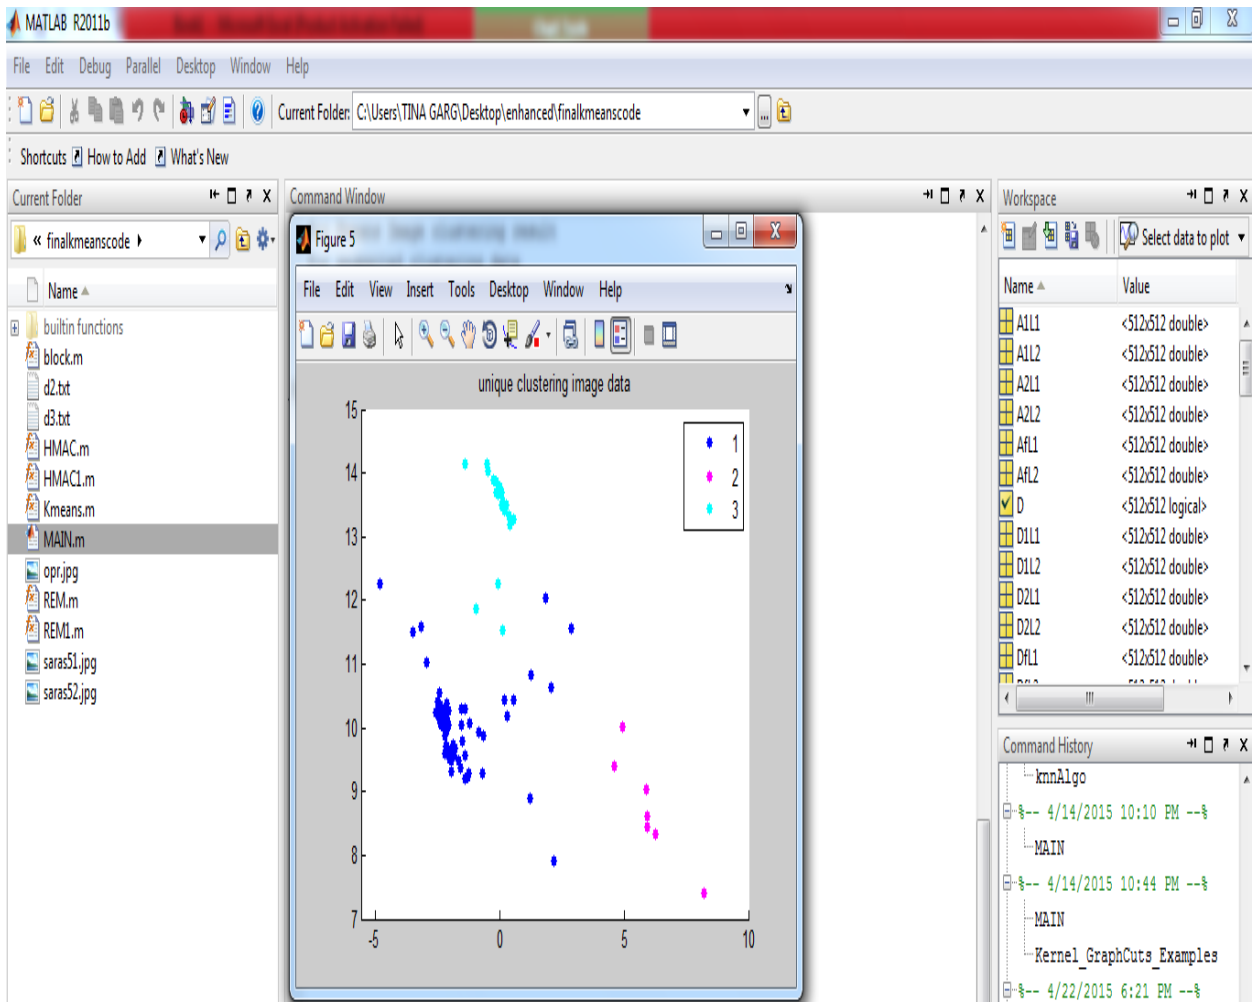 MATLAB R2011b
File Edit Debug Parallel Desktop Window Help
Current Folder: C:\Users\TINA GARG\Desktop\enhanced\finalkmeanscode
Shortcuts How to Add What's New
Current Folder
« finalkmeanscode
Name
builtin functions
block.m
d2.txt
d3.txt
HMAC.m
HMAC1.m
Kmeans.m
MAIN.m
opr.jpg
REM.m
REM1.m
saras51.jpg
saras52.jpg
Command Window
Figure 5
File Edit View Insert Tools Desktop Window Help
unique clustering image data
15
14
13
12
11
10
9
8
7
-5 0 5 10
1
2
3
Workspace
Select data to plot
Name Value
A1L1 <512x512 double>
A1L2 <512x512 double>
A2L1 <512x512 double>
A2L2 <512x512 double>
AfL1 <512x512 double>
AfL2 <512x512 double>
D <512x512 logical>
D1L1 <512x512 double>
D1L2 <512x512 double>
D2L1 <512x512 double>
D2L2 <512x512 double>
DfL1 <512x512 double>
Command History
knnAlgo
%-- 4/14/2015 10:10 PM --%
MAIN
%-- 4/14/2015 10:44 PM --%
MAIN
Kernel_GraphCuts_Examples
%-- 4/22/2015 6:21 PM --%